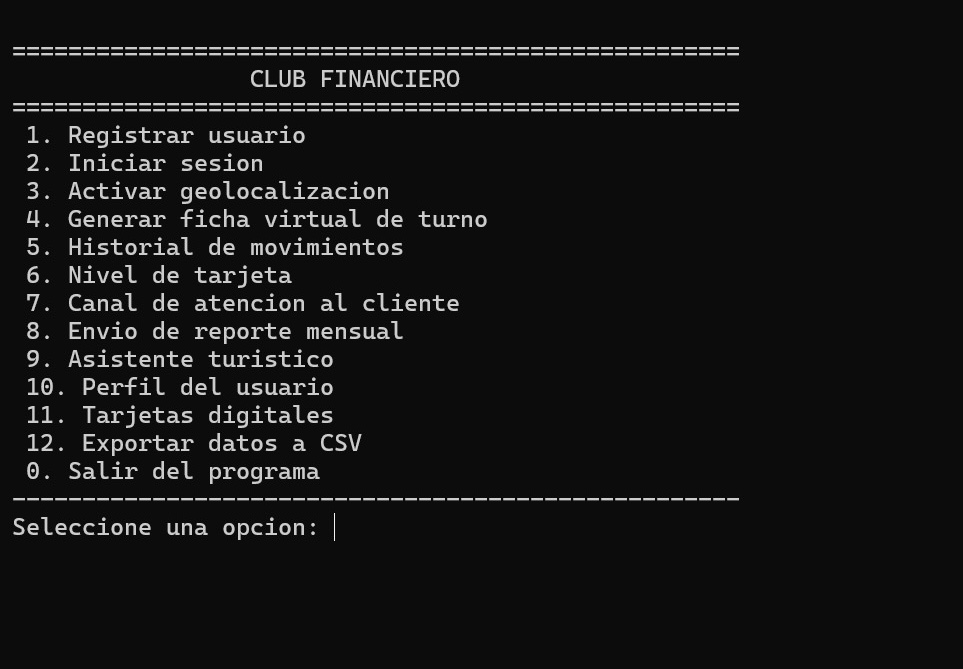 ====================================================
CLUB FINANCIERO
====================================================
1. Registrar usuario
2. Iniciar sesion
3. Activar geolocalizacion
4. Generar ficha virtual de turno
5. Historial de movimientos
6. Nivel de tarjeta
7. Canal de atencion al cliente
8. Envio de reporte mensual
9. Asistente turistico
10. Perfil del usuario
11. Tarjetas digitales
12. Exportar datos a CSV
0. Salir del programa
----------------------------------------------------
Seleccione una opcion: